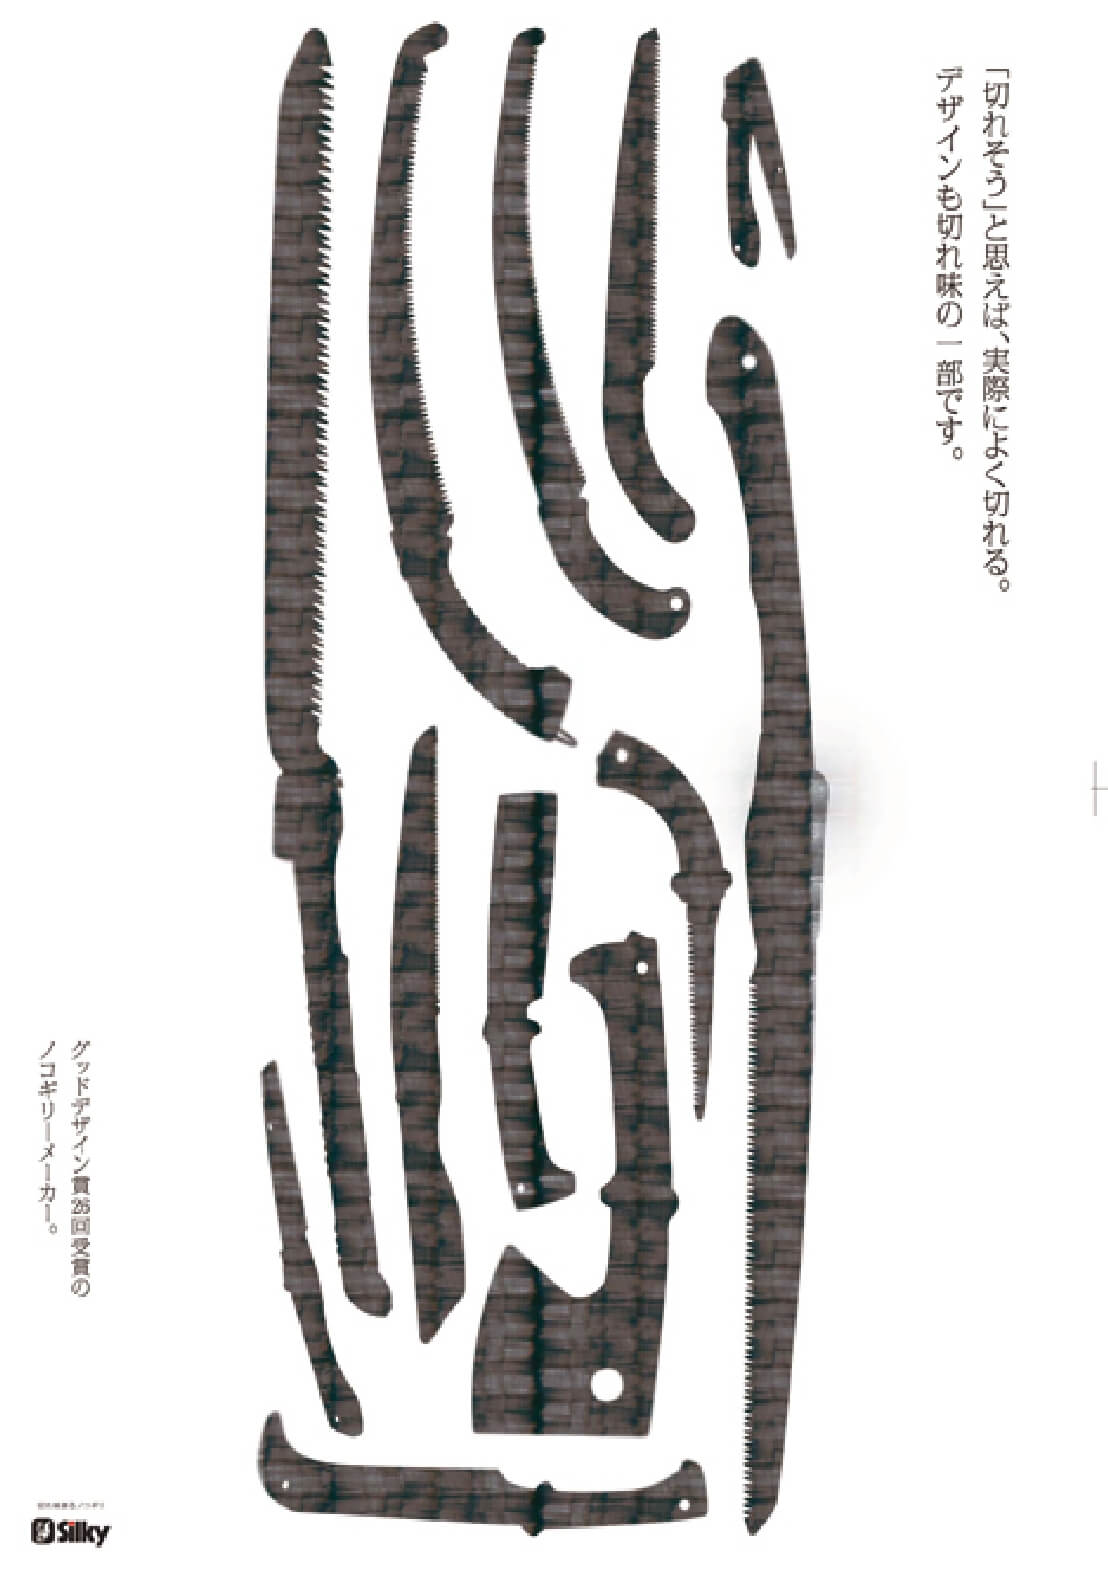 「切れそう」と思えば、実際によく切れる。
デザインも切れ味の一部です。
グッドデザイン賞26回受賞の
ノコギリーメーカー。
Silky